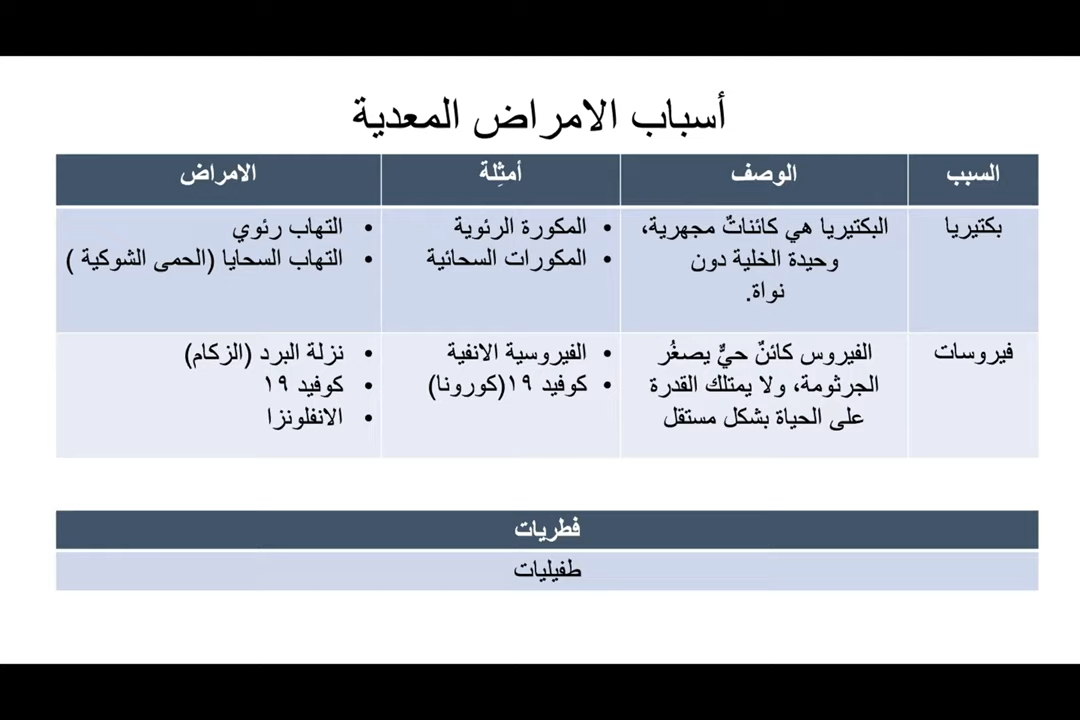 أسباب الامراض المعدية
السبب
الوصف
أمثِلة
الامراض
بكتيريا
البكتيريا هي كائناتٌ مجهرية،
وحيدة الخلية دون
نواة.
• المكورة الرئوية
• المكورات السحائية
• التهاب رئوي
• التهاب السحايا (الحمى الشوكية )
فيروسات
الفيروس كائنٌ حيٌّ يصغُر
الجرثومة، ولا يمتلك القدرة
على الحياة بشكل مستقل
• الفيروسية الانفية
• كوفيد ١٩(كورونا)
• نزلة البرد (الزكام)
• كوفيد ١٩
• الانفلونزا
فطريات
طفيليات